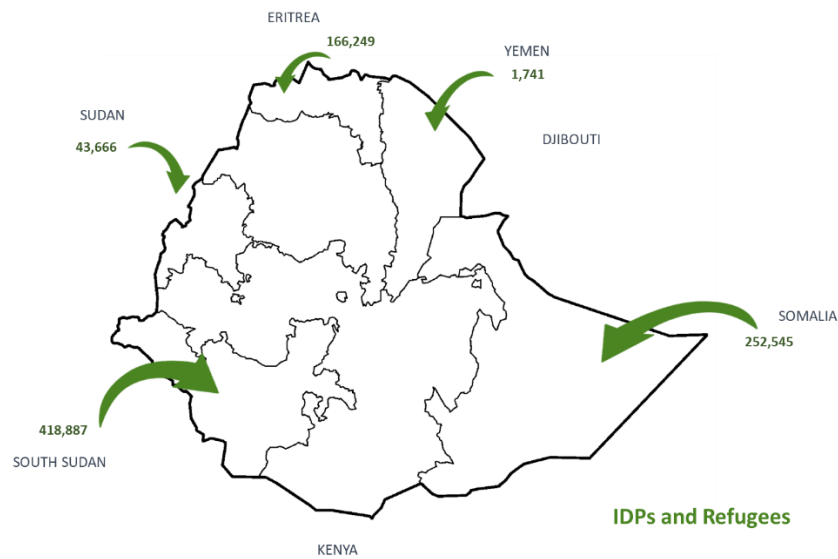 ERITREA
166,249
YEMEN
1,741
SUDAN
43,666
DJIBOUTI
SOMALIA
252,545
418,887
SOUTH SUDAN
IDPs and Refugees
KENYA